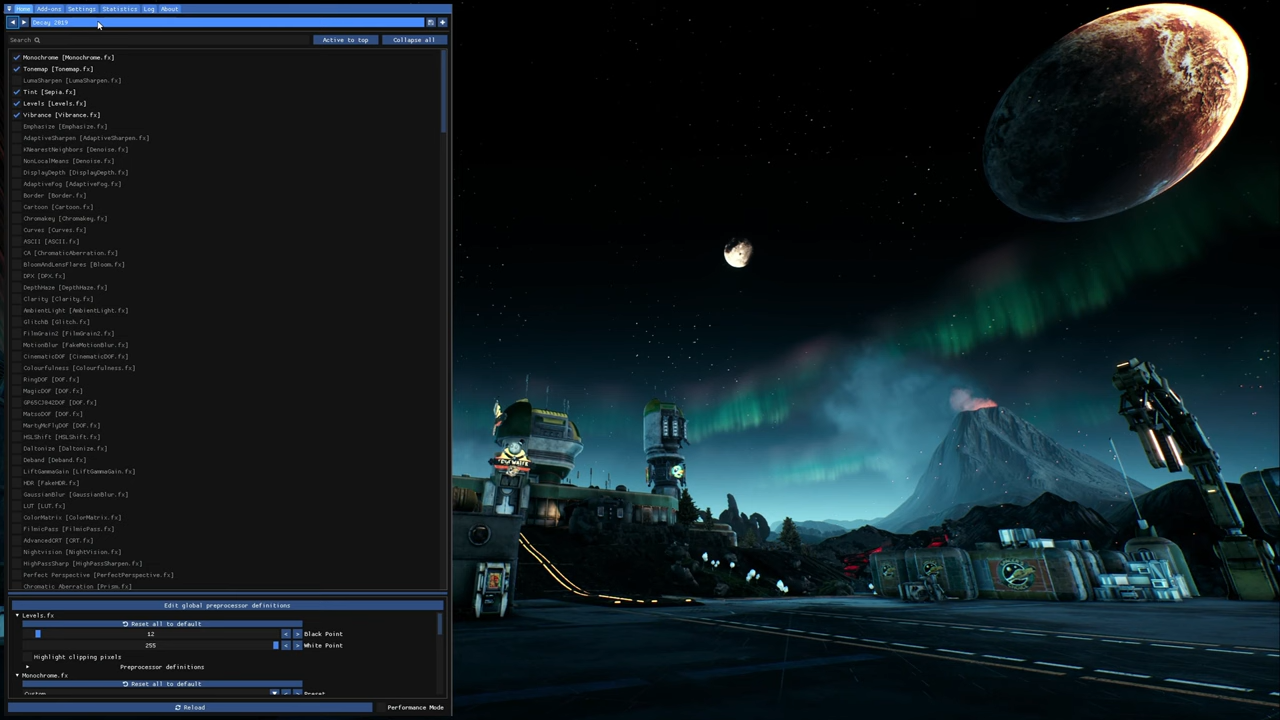 Home Add-ons Settings Statistics Log About
Decay 2019
Search Active to top Collapse all
Monochrome [Monochrome.fx]
Tonemap [Tonemap.fx]
LumaSharpen [LumaSharpen.fx]
Tint [Sepia.fx]
Levels [Levels.fx]
Vibrance [Vibrance.fx]
Emphasize [Emphasize.fx]
AdaptiveSharpen [AdaptiveSharpen.fx]
KNearestNeighbors [Denoise.fx]
NonLocalMeans [Denoise.fx]
DisplayDepth [DisplayDepth.fx]
AdaptiveFog [AdaptiveFog.fx]
Border [Border.fx]
Cartoon [Cartoon.fx]
Chromakey [Chromakey.fx]
Curves [Curves.fx]
ASCII [ASCII.fx]
CA [ChromaticAberration.fx]
BloomAndLensFlares [Bloom.fx]
DPX [DPX.fx]
DepthHaze [DepthHaze.fx]
Clarity [Clarity.fx]
AmbientLight [AmbientLight.fx]
GlitchB [Glitch.fx]
FilmGrain2 [FilmGrain2.fx]
MotionBlur [FakeMotionBlur.fx]
CinematicDOF [CinematicDOF.fx]
Colourfulness [Colourfulness.fx]
RingDOF [DOF.fx]
MagicDOF [DOF.fx]
GP65CJ042DOF [DOF.fx]
MatsoDOF [DOF.fx]
MartyMcFlyDOF [DOF.fx]
HSLShift [HSLShift.fx]
Daltonize [Daltonize.fx]
Deband [Deband.fx]
LiftGammaGain [LiftGammaGain.fx]
HDR [FakeHDR.fx]
GaussianBlur [GaussianBlur.fx]
LUT [LUT.fx]
ColorMatrix [ColorMatrix.fx]
FilmicPass [FilmicPass.fx]
AdvancedCRT [CRT.fx]
Nightvision [NightVision.fx]
HighPassSharp [HighPassSharpen.fx]
Perfect Perspective [PerfectPerspective.fx]
Chromatic Aberration [Prism.fx]
Edit global preprocessor definitions
Levels.fx
Reset all to default
12 < > Black Point
255 < > White Point
Highlight clipping pixels
Preprocessor definitions
Monochrome.fx
Reset all to default
Custom < > Preset
Reload Performance Mode